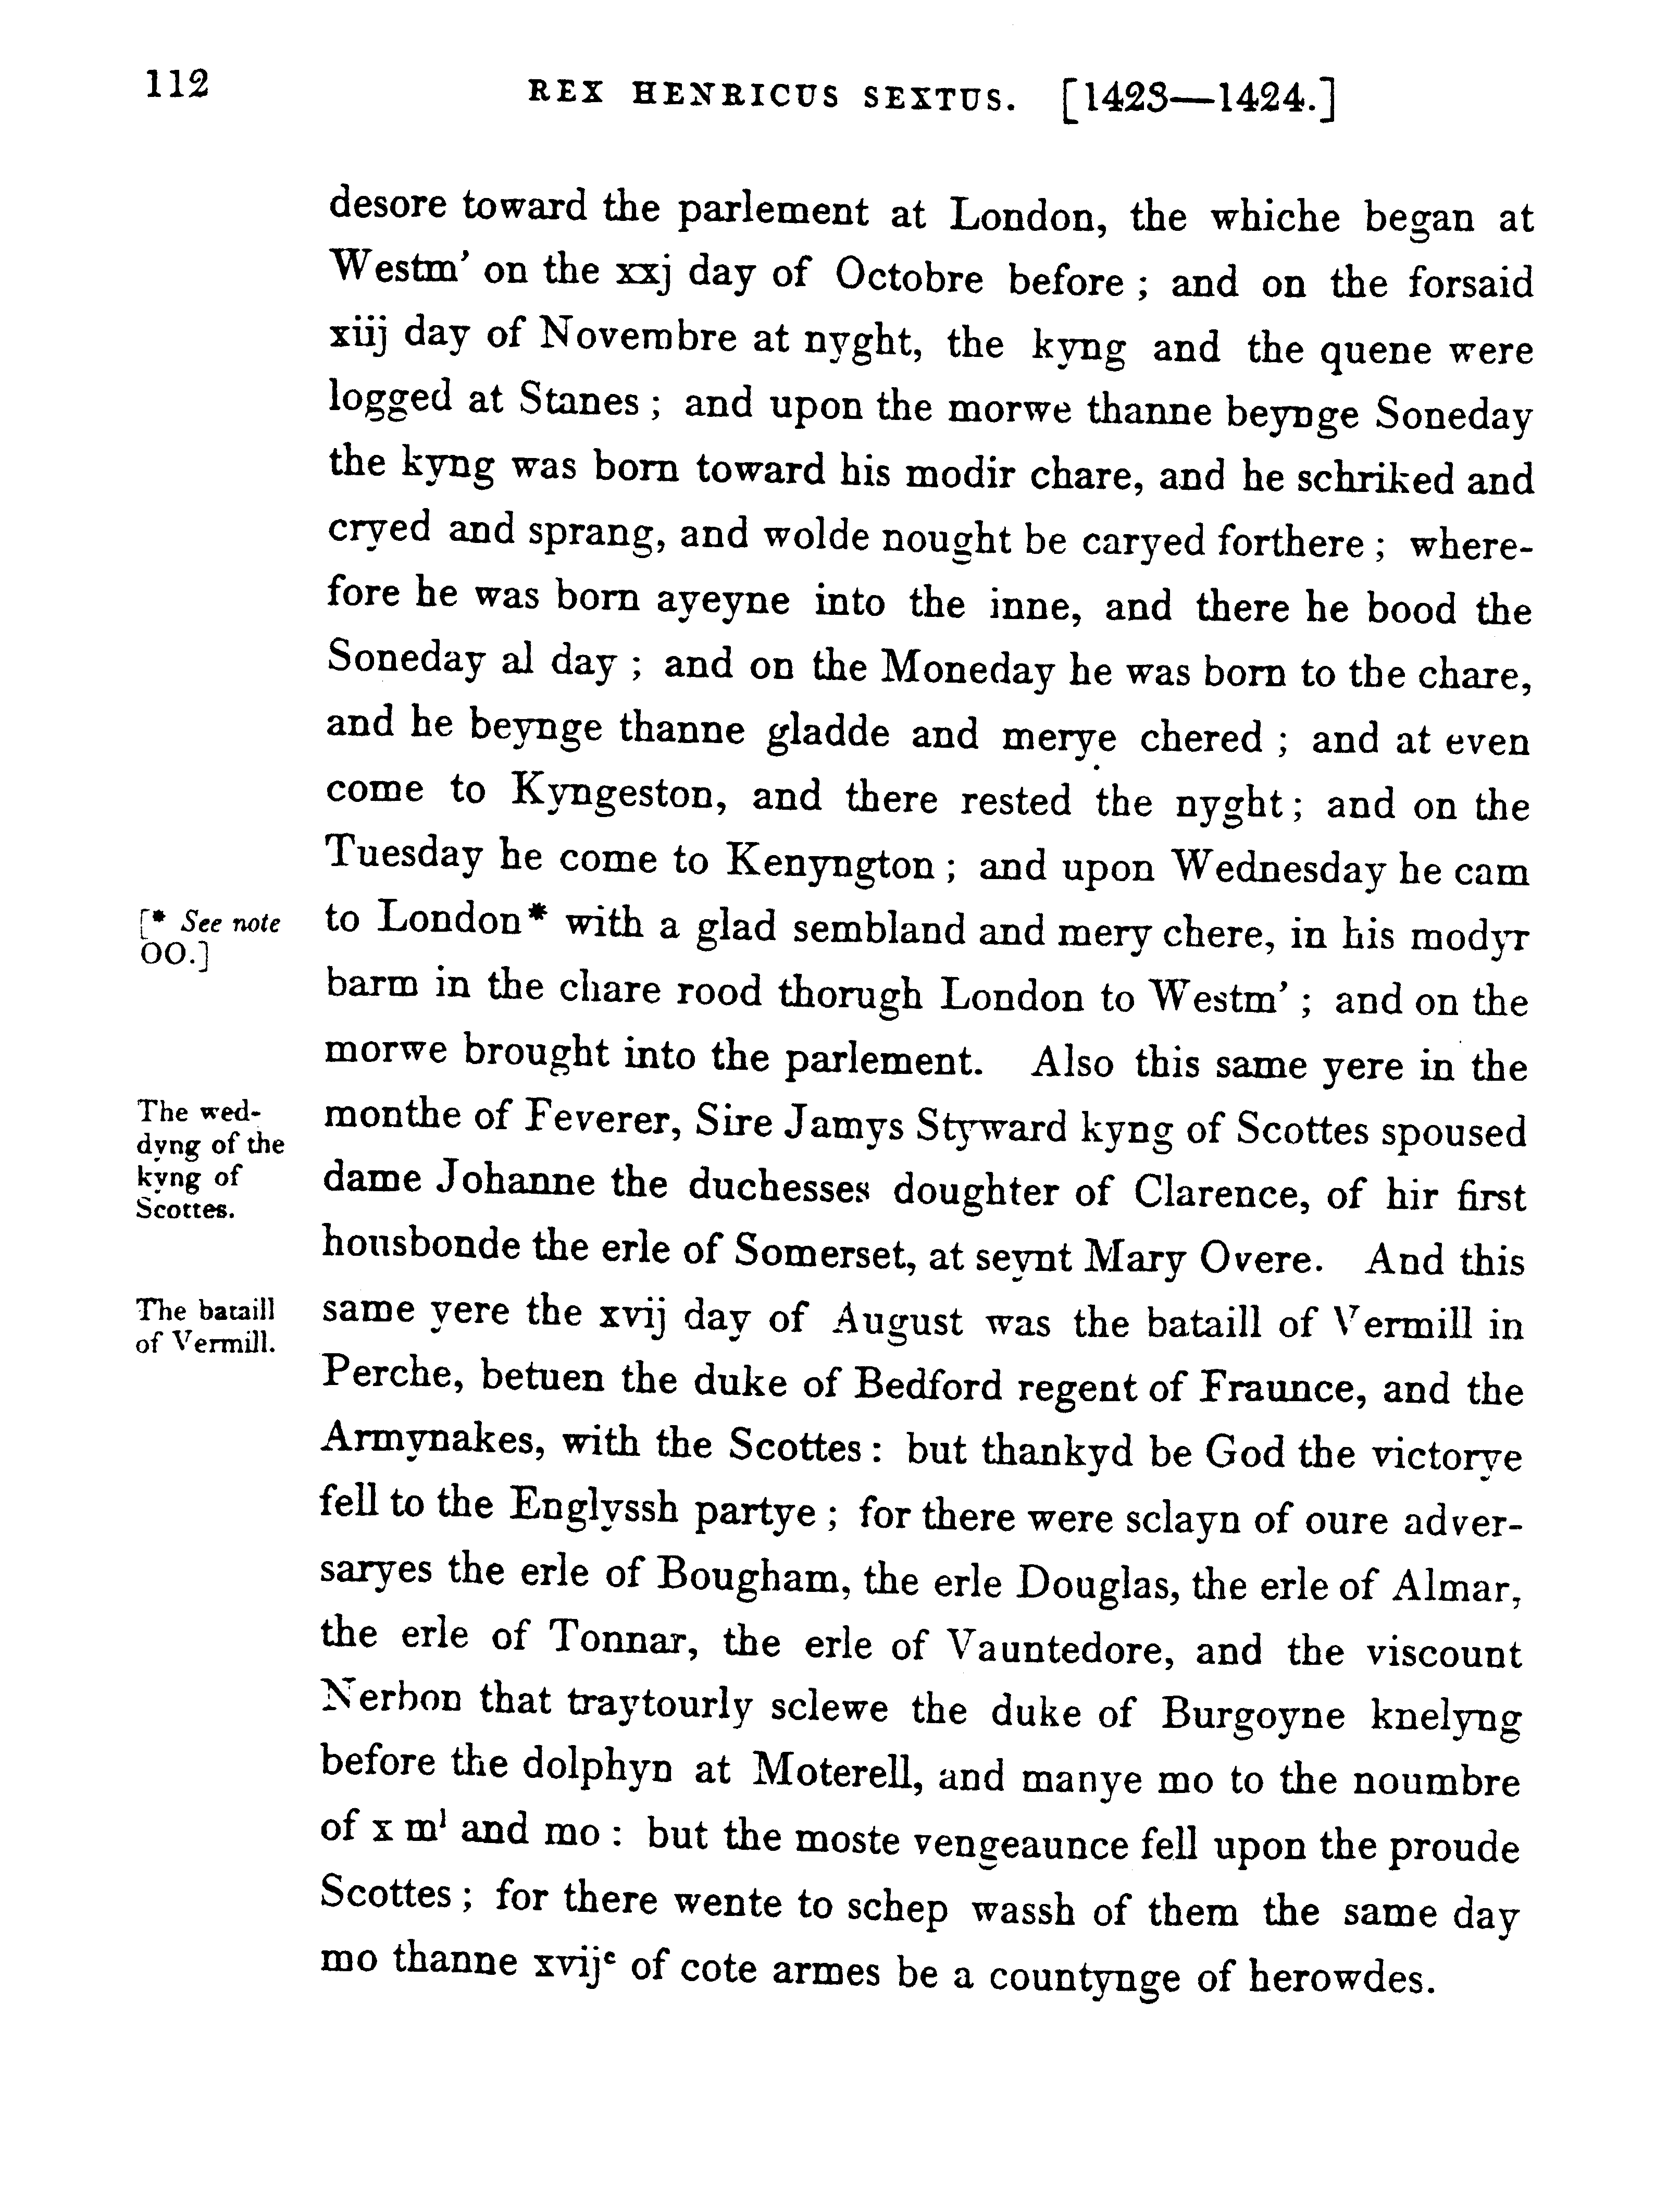 112
REX HENRICUS SEXTUS. [1423—1424.]
desore toward the parlement at London, the whiche began at
Westm' on the xxj day of Octobre before ; and on the forsaid
xiij day of Novembre at nyght, the kyng and the quene were
logged at Stanes ; and upon the morwe thanne beynge Soneday
the kyng was born toward his modir chare, and he schriked and
cryed and sprang, and wolde nought be caryed forthere ; where-
fore he was born ayeyne into the inne, and there he bood the
Soneday al day ; and on the Moneday he was born to the chare,
and he beynge thanne gladde and merye chered ; and at even
come to Kyngeston, and there rested the nyght ; and on the
Tuesday he come to Kenyngton ; and upon Wednesday he cam
[* See note
OO.]
to London* with a glad sembland and mery chere, in his modyr
barm in the chare rood thorugh London to Westm' ; and on the
morwe brought into the parlement. Also this same yere in the
The wed-
dyng of the
kyng of
Scottes.
monthe of Feverer, Sire Jamys Styward kyng of Scottes spoused
dame Johanne the duchesses doughter of Clarence, of hir first
housbonde the erle of Somerset, at seynt Mary Overe. And this
The bataill
of Vermill.
same yere the xvij day of August was the bataill of Vermill in
Perche, betuen the duke of Bedford regent of Fraunce, and the
Armynakes, with the Scottes : but thankyd be God the victorye
fell to the Englyssh partye ; for there were sclayn of oure adver-
saryes the erle of Bougham, the erle Douglas, the erle of Almar,
the erle of Tonnar, the erle of Vauntedore, and the viscount
Nerbon that traytourly sclewe the duke of Burgoyne knelyng
before the dolphyn at Moterell, and manye mo to the noumbre
of x mˡ and mo : but the moste vengeaunce fell upon the proude
Scottes ; for there wente to schep wassh of them the same day
mo thanne xvijᶜ of cote armes be a countynge of herowdes.